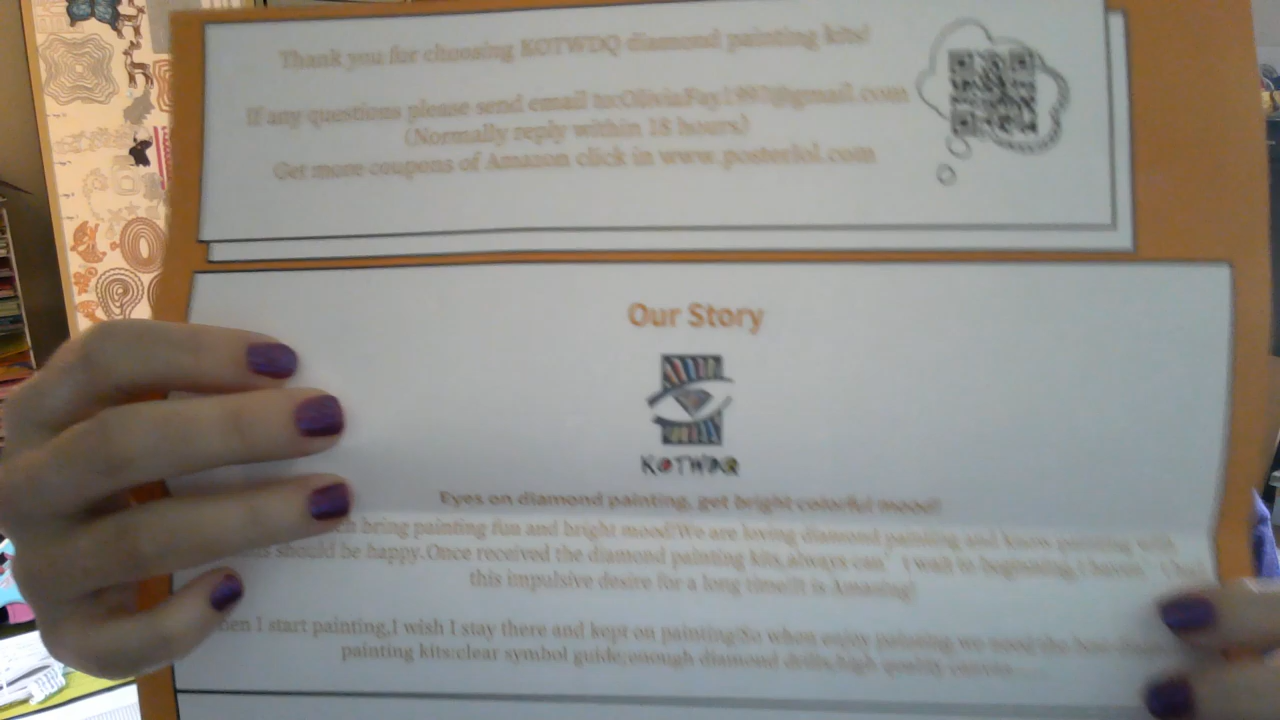 Thank you for choosing KOTWDQ diamond painting kits!
If any questions please send email to:OliviaFay1997@gmail.com
(Normally reply within 18 hours)
Get more coupons of Amazon click in www.posterlol.com
Our Story
KOTWDQ
Eyes on diamond painting, get bright colorful mood!
bring painting fun and bright mood!We are loving diamond painting and know painting with
should be happy.Once received the diamond painting kits,always can't wait to beginning,I haven't
this impulsive desire for a long time!It is Amazing!
I start painting,I wish I stay there and kept on painting!So when enjoy painting,we need the
painting kits:clear symbol guide;enough diamond drills;high quality canvas......